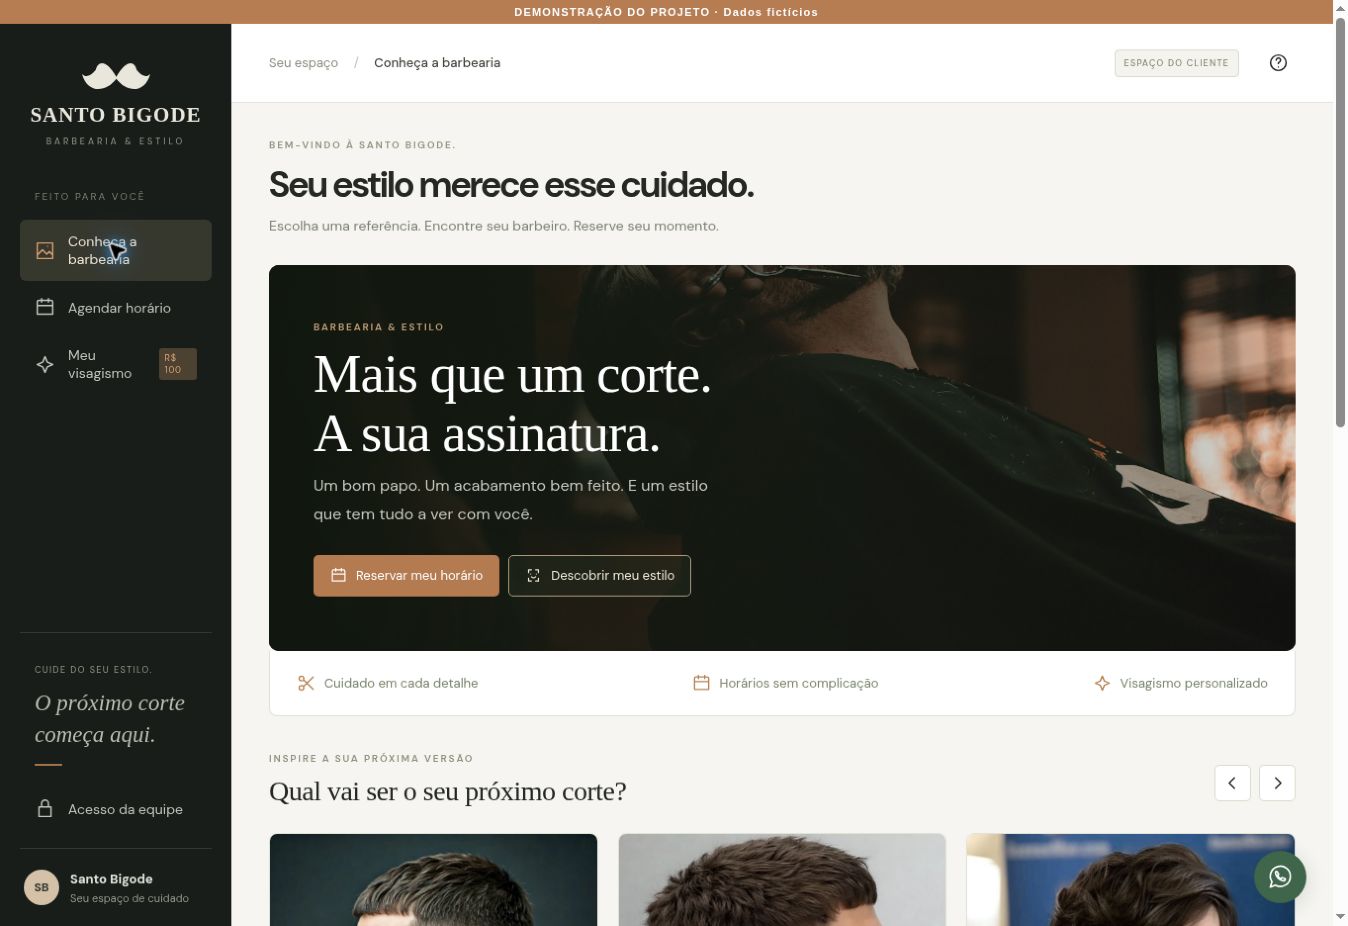 DEMONSTRAÇÃO DO PROJETO · Dados fictícios
SANTO BIGODE
BARBEARIA & ESTILO
FEITO PARA VOCÊ
Conheça a
barbearia
Agendar horário
Meu
visagismo
R$
100
CUIDE DO SEU ESTILO.
O próximo corte
começa aqui.
Acesso da equipe
SB
Santo Bigode
Seu espaço de cuidado
Seu espaço / Conheça a barbearia
ESPAÇO DO CLIENTE
BEM-VINDO À SANTO BIGODE.
Seu estilo merece esse cuidado.
Escolha uma referência. Encontre seu barbeiro. Reserve seu momento.
BARBEARIA & ESTILO
Mais que um corte.
A sua assinatura.
Um bom papo. Um acabamento bem feito. E um estilo
que tem tudo a ver com você.
Reservar meu horário
Descobrir meu estilo
Cuidado em cada detalhe
Horários sem complicação
Visagismo personalizado
INSPIRE A SUA PRÓXIMA VERSÃO
Qual vai ser o seu próximo corte?